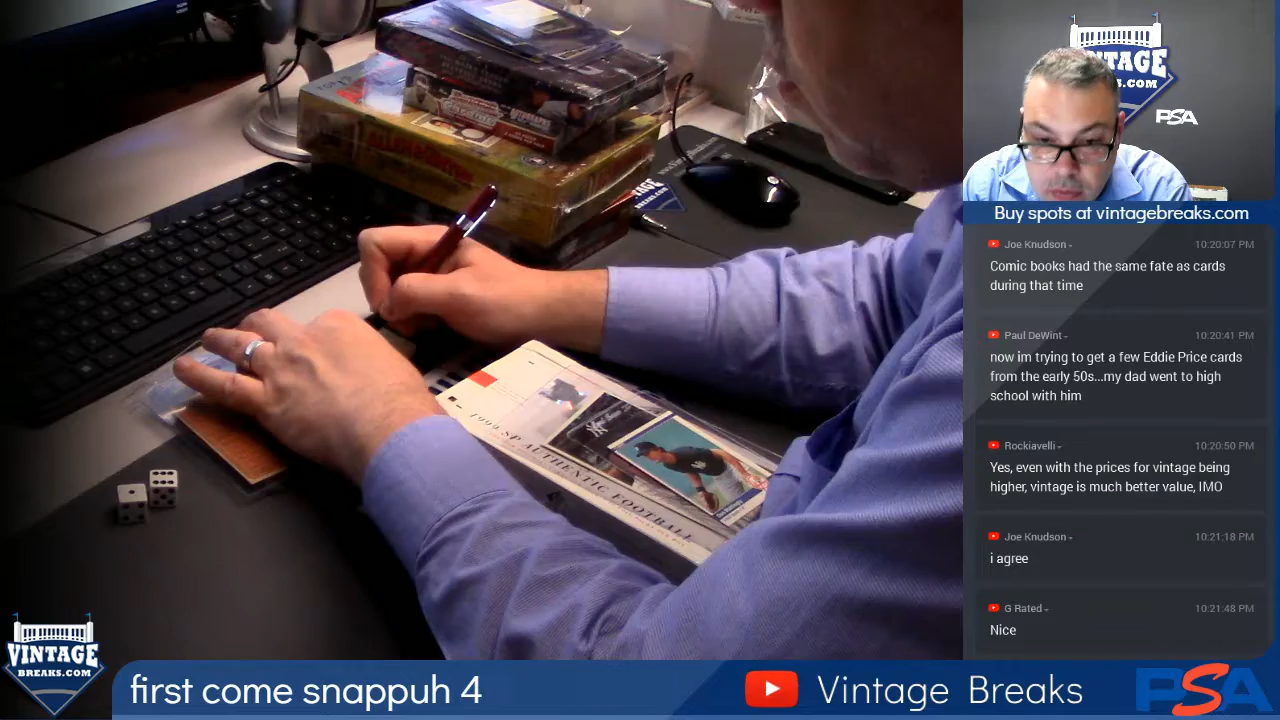 VINTAGE
BREAKS
1999 SP AUTHENTIC FOOTBALL
VINTAGE
BREAKS.COM
first come snappuh 4
Vintage Breaks
PSA
TAGE
.COM
PSA
Buy spots at vintagebreaks.com
Joe Knudson
10:20:07 PM
Comic books had the same fate as cards
during that time
Paul DeWint
10:20:41 PM
now im trying to get a few Eddie Price cards
from the early 50s...my dad went to high
school with him
Rockiavelli
10:20:50 PM
Yes, even with the prices for vintage being
higher, vintage is much better value, IMO
Joe Knudson
10:21:18 PM
i agree
G Rated
10:21:48 PM
Nice